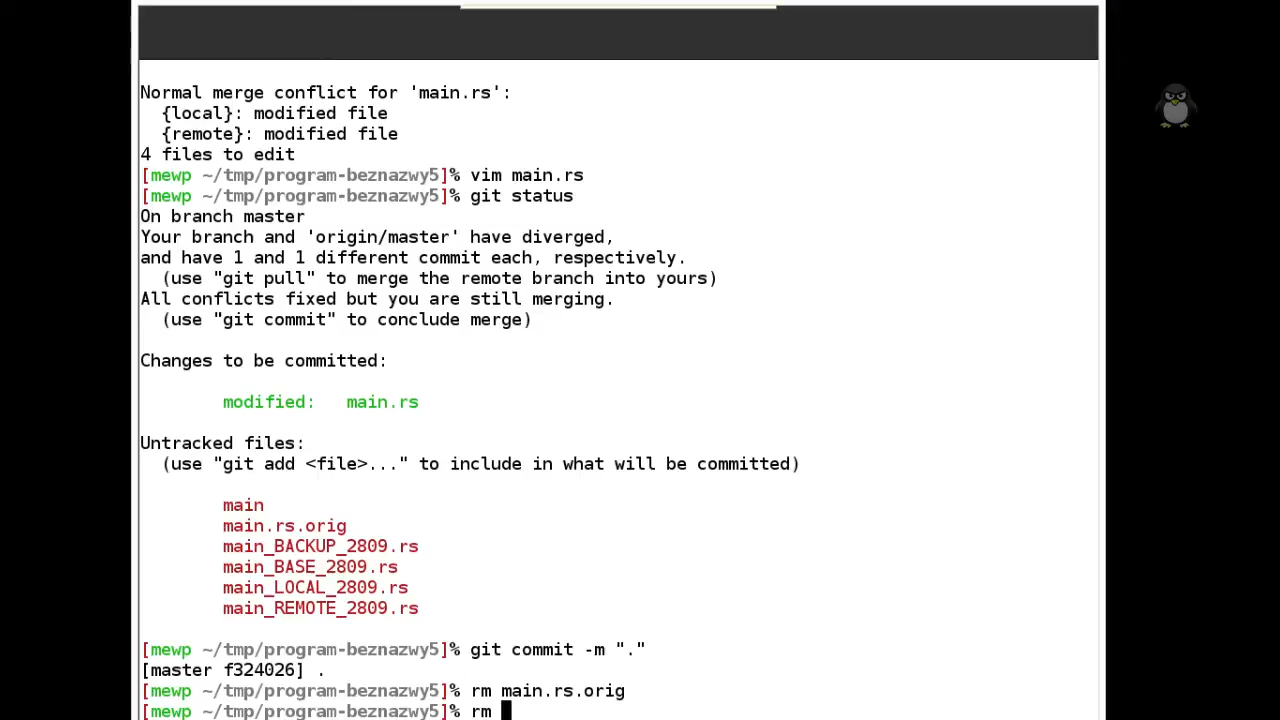 Normal merge conflict for 'main.rs':
{local}: modified file
{remote}: modified file
4 files to edit
[mewp ~/tmp/program-beznazwy5]% vim main.rs
[mewp ~/tmp/program-beznazwy5]% git status
On branch master
Your branch and 'origin/master' have diverged,
and have 1 and 1 different commit each, respectively.
(use "git pull" to merge the remote branch into yours)
All conflicts fixed but you are still merging.
(use "git commit" to conclude merge)
Changes to be committed:
modified:   main.rs
Untracked files:
(use "git add <file>..." to include in what will be committed)
main
main.rs.orig
main_BACKUP_2809.rs
main_BASE_2809.rs
main_LOCAL_2809.rs
main_REMOTE_2809.rs
[mewp ~/tmp/program-beznazwy5]% git commit -m "."
[master f324026] .
[mewp ~/tmp/program-beznazwy5]% rm main.rs.orig
[mewp ~/tmp/program-beznazwy5]% rm